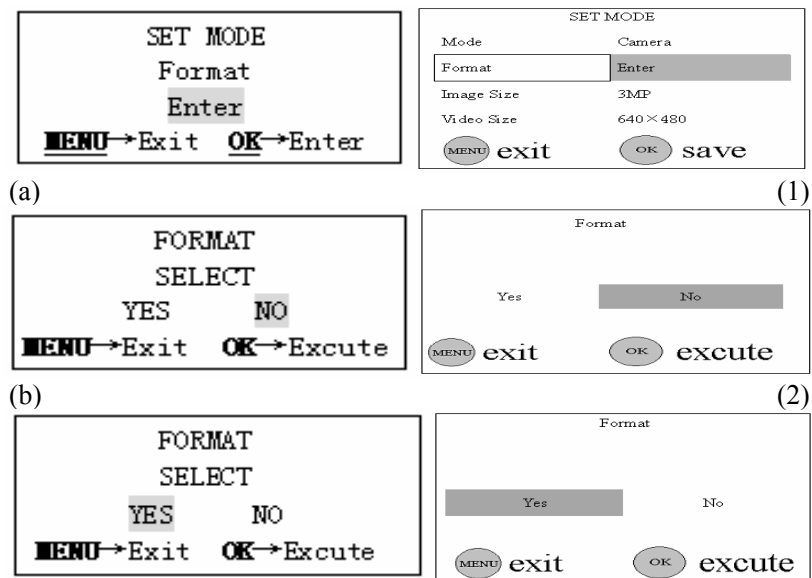 SET MODE
Format
Enter
MENU→Exit OK→Enter
SET MODE
Mode Camera
Format Enter
Image Size 3MP
Video Size 640×480
MENU exit OK save
(a) (1)
FORMAT
SELECT
YES NO
MENU→Exit OK→Excute
Format
Yes No
MENU exit OK excute
(b) (2)
FORMAT
SELECT
YES NO
MENU→Exit OK→Excute
Format
Yes No
MENU exit OK excute